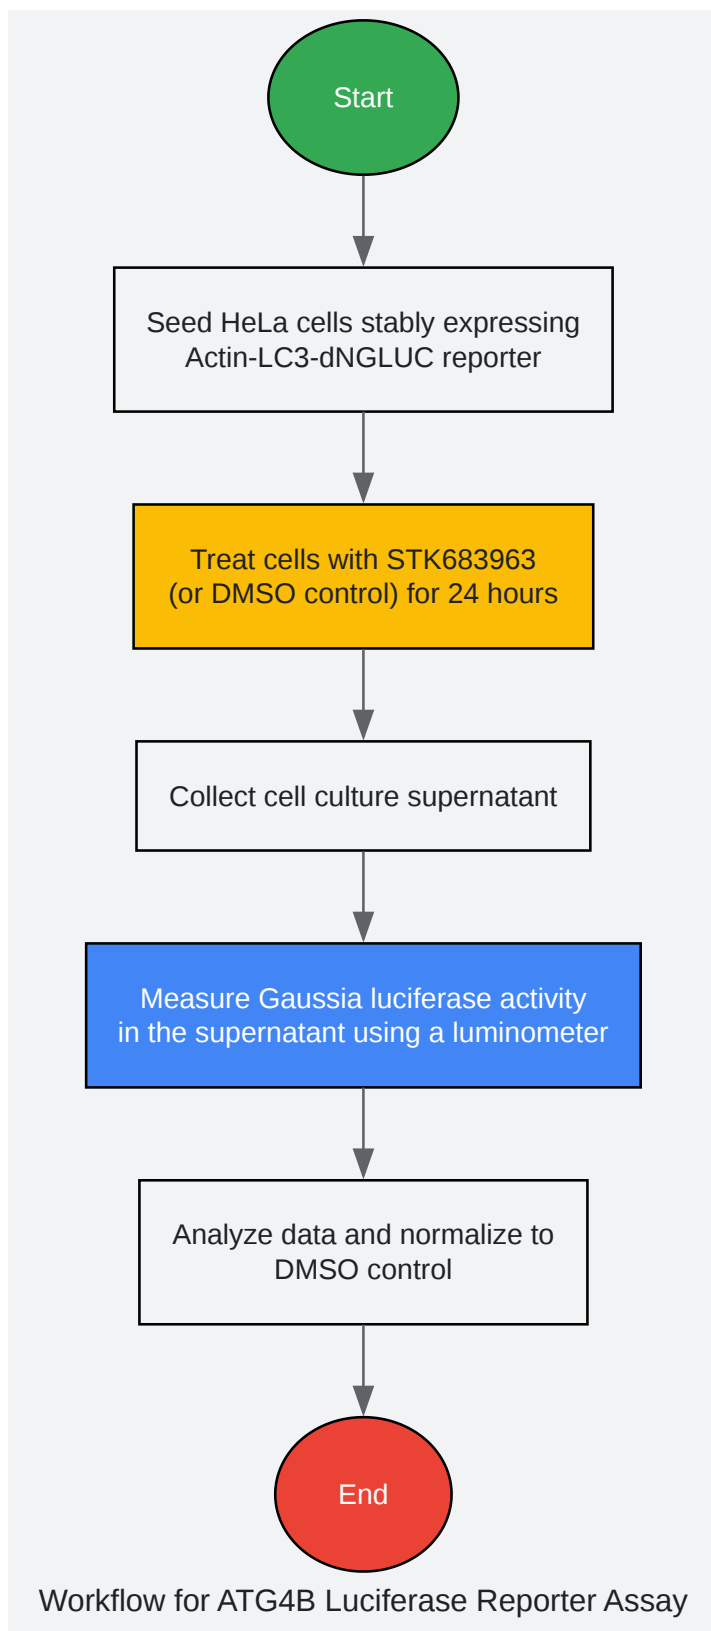 Start
Seed HeLa cells stably expressing
Actin-LC3-dNGLUC reporter
Treat cells with STK683963
(or DMSO control) for 24 hours
Collect cell culture supernatant
Measure Gaussia luciferase activity
in the supernatant using a luminometer
Analyze data and normalize to
DMSO control
End
Workflow for ATG4B Luciferase Reporter Assay